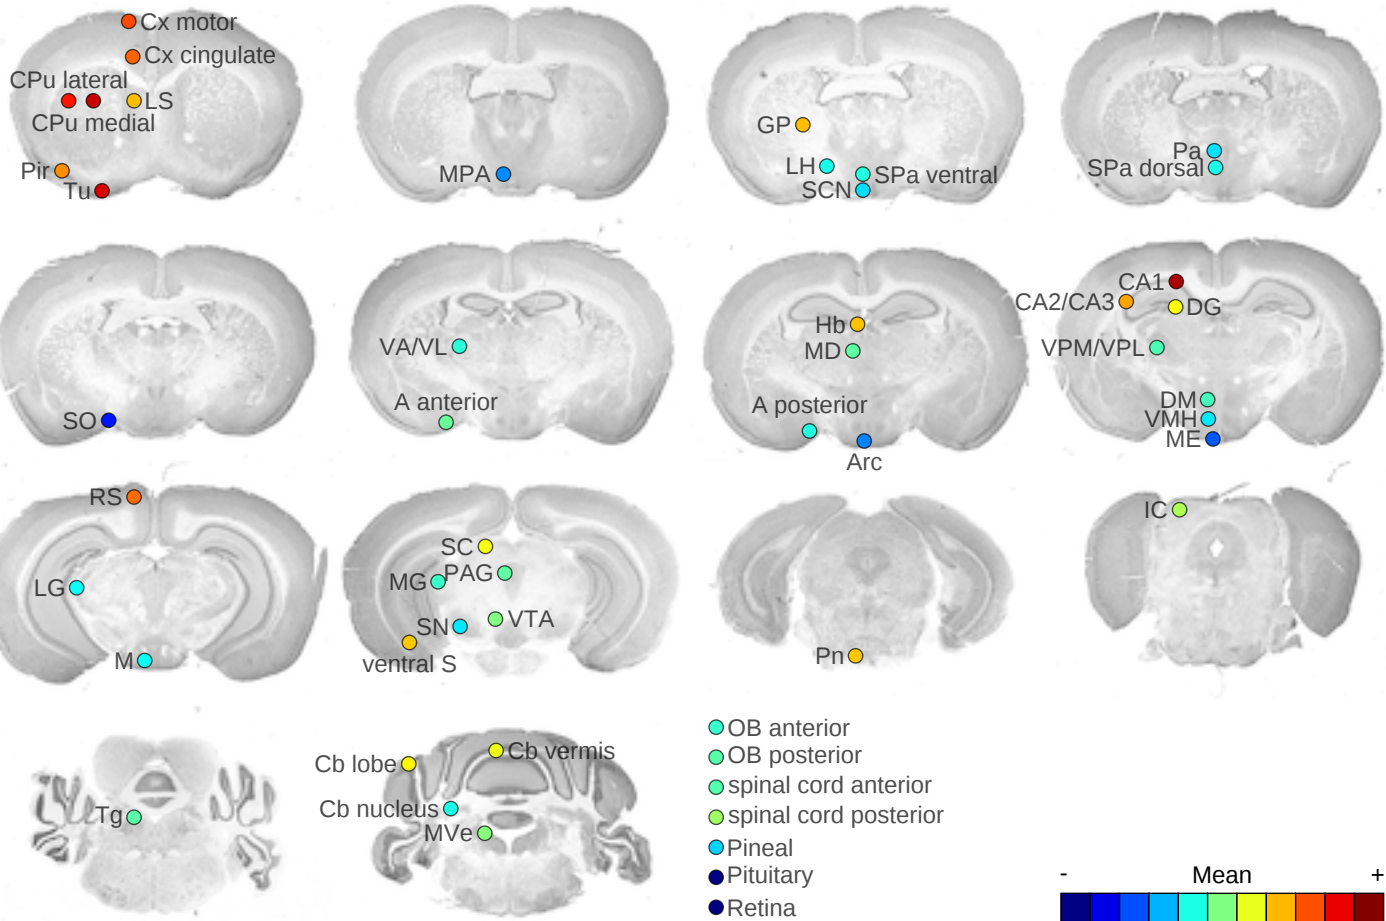 Cx motor
Cx cingulate
CPu lateral
LS
CPu medial
Pir
Tu
MPA
GP
LH
SPa ventral
SCN
Pa
SPa dorsal
SO
VA/VL
A anterior
Hb
MD
A posterior
Arc
CA1
CA2/CA3
DG
VPM/VPL
DM
VMH
ME
RS
LG
M
SC
MG
PAG
SN
VTA
ventral S
Pn
IC
Tg
Cb lobe
Cb vermis
Cb nucleus
MVe
OB anterior
OB posterior
spinal cord anterior
spinal cord posterior
Pineal
Pituitary
Retina
- Mean +